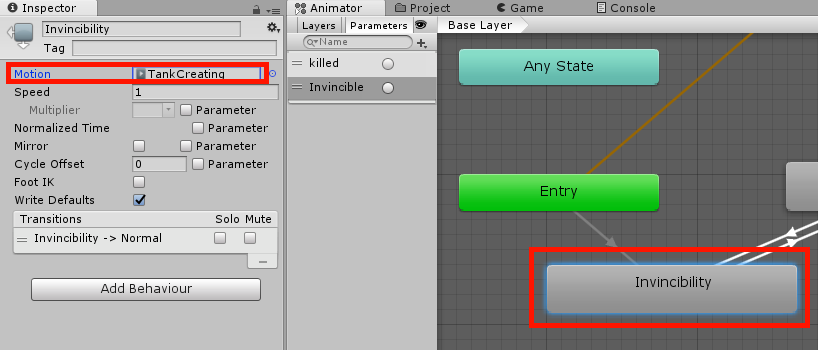 Inspector
Invincibility
Tag
Motion TankCreating
Speed 1
Multiplier Parameter
Normalized Time Parameter
Mirror Parameter
Cycle Offset 0 Parameter
Foot IK
Write Defaults
Transitions Solo Mute
Invincibility -> Normal
Add Behaviour
Animator Project Game Console
Layers Parameters
Name
killed
Invincible
Base Layer
Any State
Entry
Invincibility